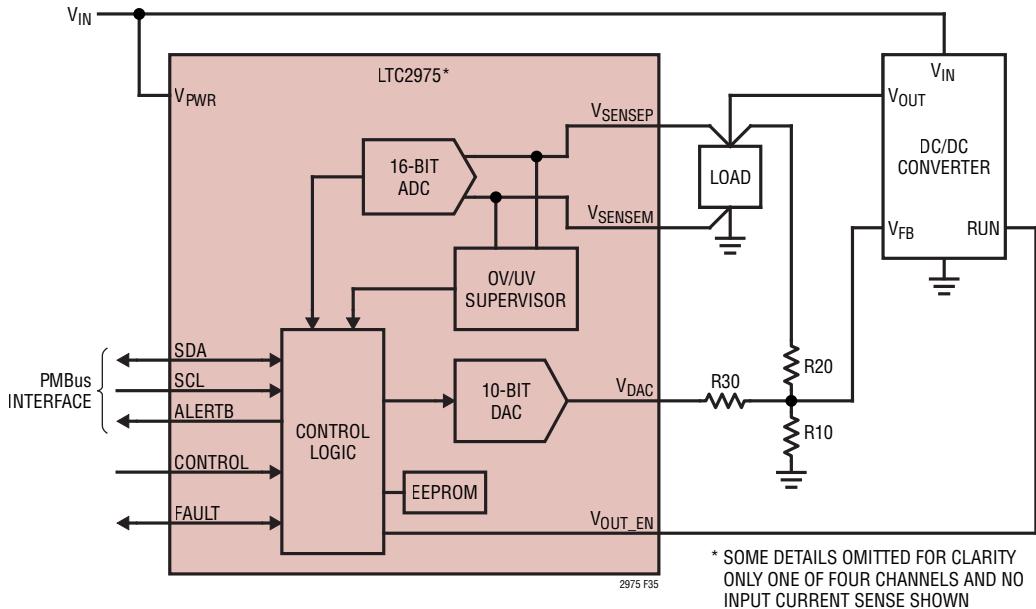 VIN
LTC2975*
VPWR
VIN
VOUT
VSENSEP
DC/DC
CONVERTER
16-BIT
ADC
LOAD
VSENSEM
VFB
RUN
OV/UV
SUPERVISOR
PMBus
INTERFACE
SDA
SCL
ALERTB
CONTROL
FAULT
CONTROL
LOGIC
10-BIT
DAC
VDAC
R30
R20
R10
EEPROM
VOUT_EN
2975 F35
* SOME DETAILS OMITTED FOR CLARITY
ONLY ONE OF FOUR CHANNELS AND NO
INPUT CURRENT SENSE SHOWN